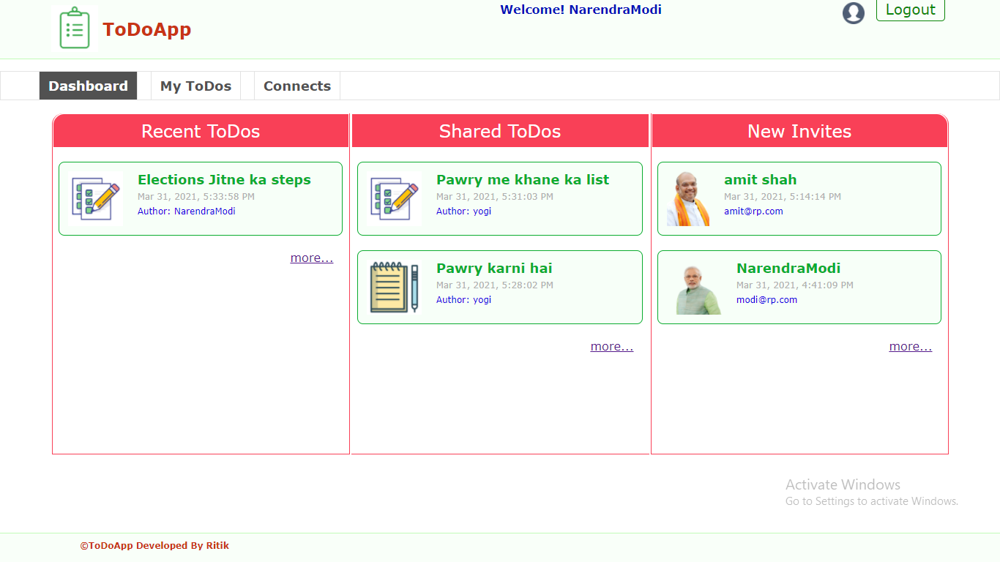 Welcome! NarendraModi
Logout
ToDoApp
Dashboard
My ToDos
Connects
Recent ToDos
Elections Jitne ka steps
Mar 31, 2021, 5:33:58 PM
Author: NarendraModi
more...
Shared ToDos
Pawry me khane ka list
Mar 31, 2021, 5:31:03 PM
Author: yogi
Pawry karni hai
Mar 31, 2021, 5:28:02 PM
Author: yogi
more...
New Invites
amit shah
Mar 31, 2021, 5:14:14 PM
amit@rp.com
NarendraModi
Mar 31, 2021, 4:41:09 PM
modi@rp.com
more...
Activate Windows
Go to Settings to activate Windows.
©ToDoApp Developed By Ritik